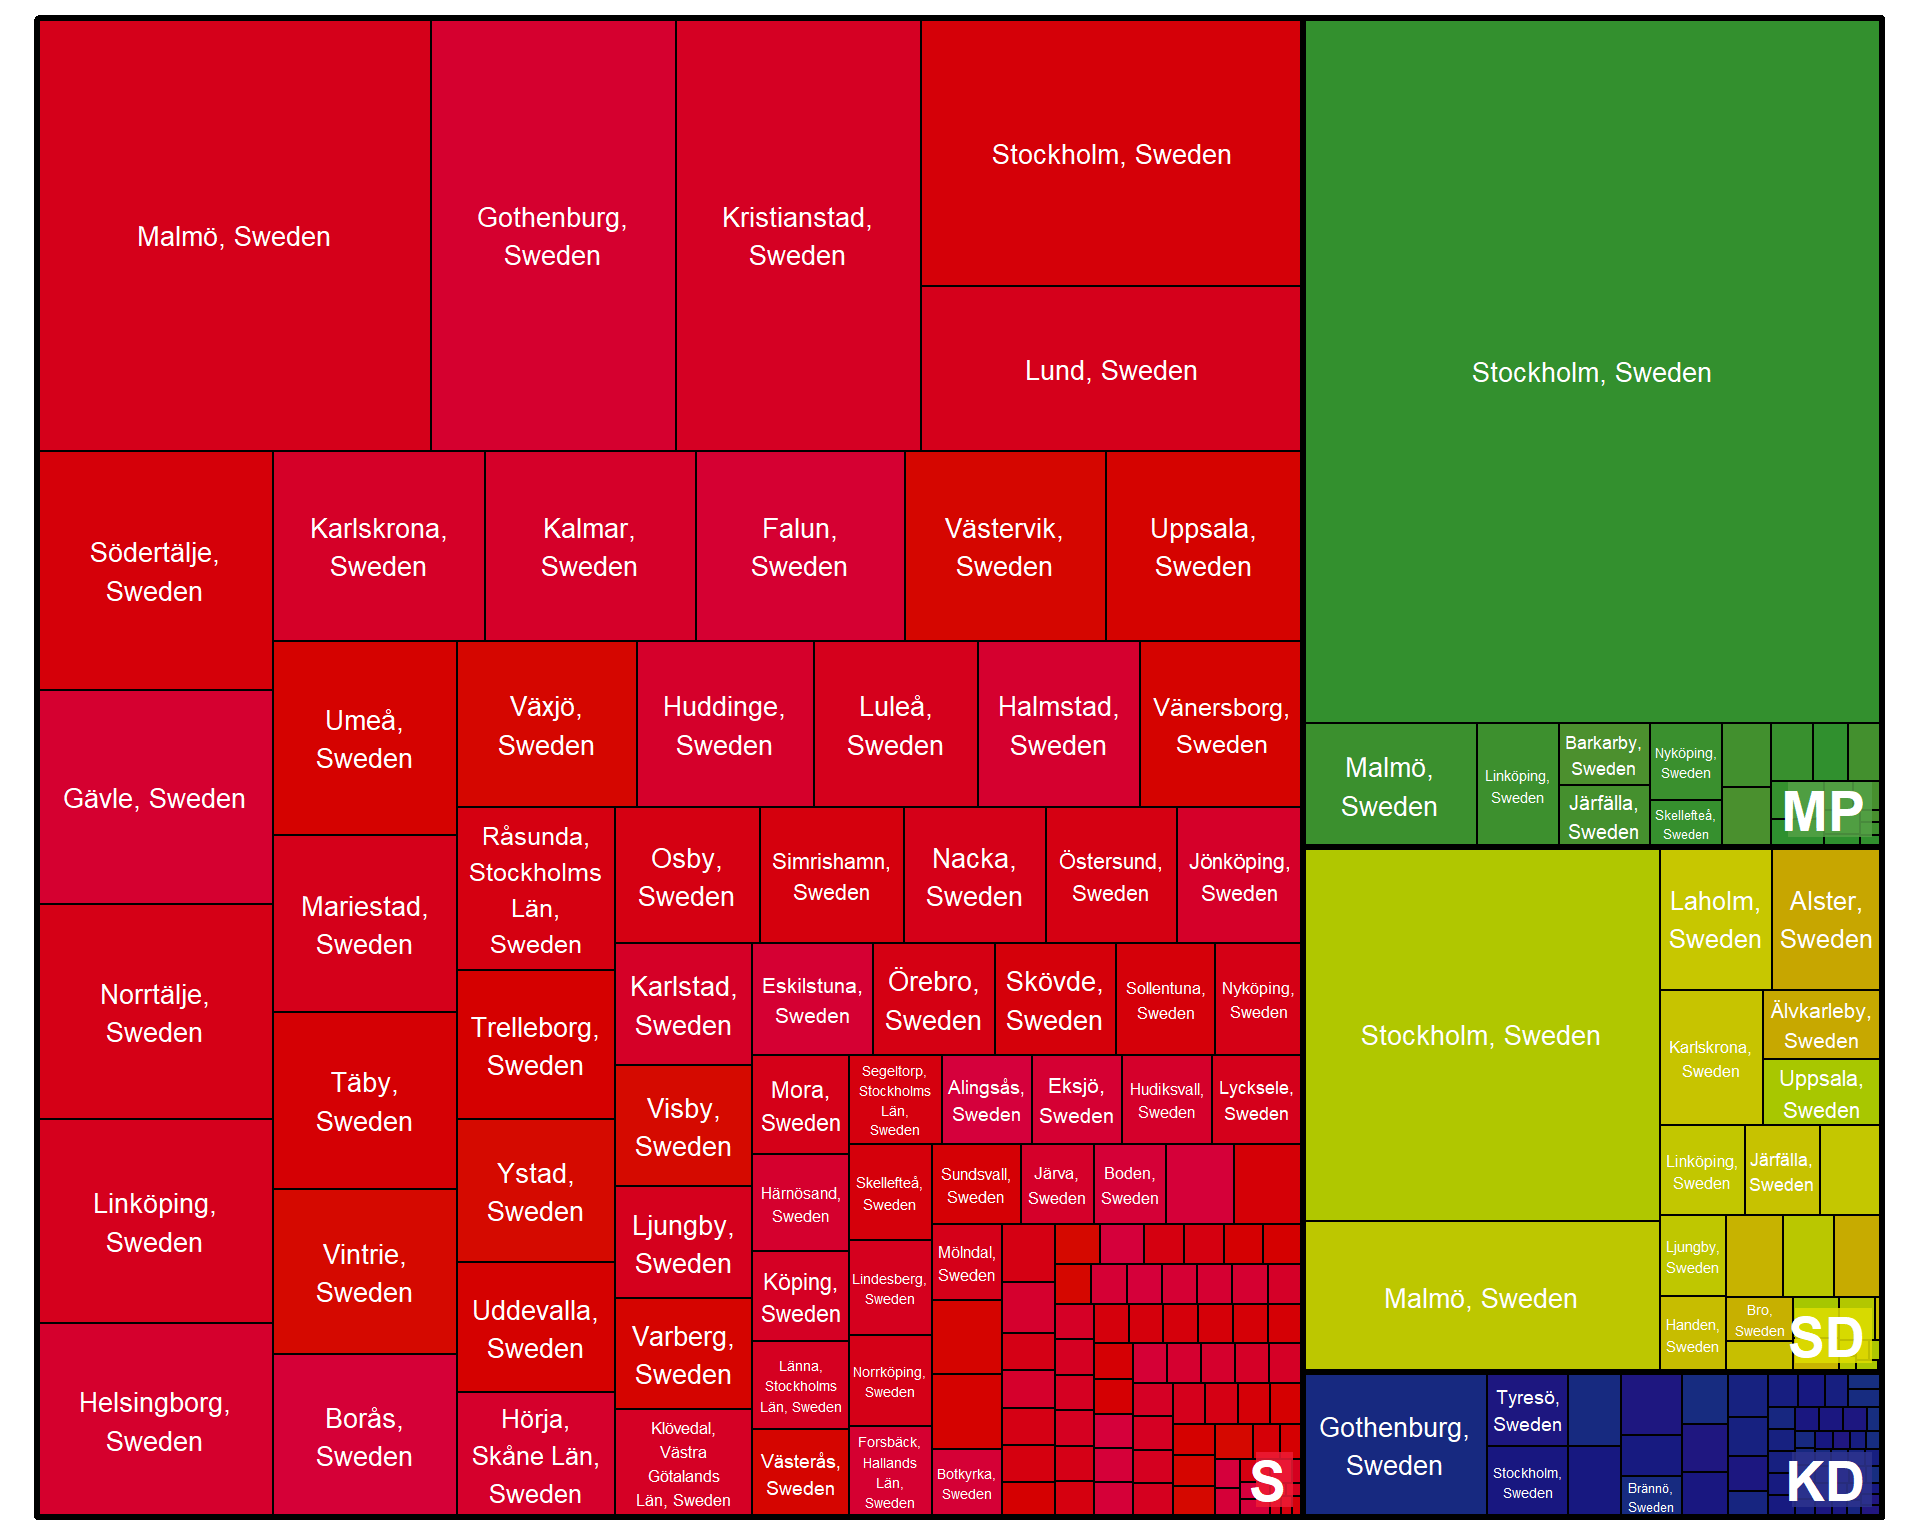 Malmö, Sweden
Gothenburg,
Sweden
Kristianstad,
Sweden
Stockholm, Sweden
Lund, Sweden
Södertälje,
Sweden
Karlskrona,
Sweden
Kalmar,
Sweden
Falun,
Sweden
Västervik,
Sweden
Uppsala,
Sweden
Gävle, Sweden
Norrtälje,
Sweden
Linköping,
Sweden
Helsingborg,
Sweden
Umeå,
Sweden
Mariestad,
Sweden
Täby,
Sweden
Vintrie,
Sweden
Borås,
Sweden
Växjö,
Sweden
Huddinge,
Sweden
Luleå,
Sweden
Halmstad,
Sweden
Vänersborg,
Sweden
Råsunda,
Stockholms
Län,
Sweden
Trelleborg,
Sweden
Ystad,
Sweden
Uddevalla,
Sweden
Hörja,
Skåne Län,
Sweden
Osby,
Sweden
Simrishamn,
Sweden
Nacka,
Sweden
Östersund,
Sweden
Jönköping,
Sweden
Karlstad,
Sweden
Visby,
Sweden
Ljungby,
Sweden
Varberg,
Sweden
Klövedal,
Västra
Götalands
Län, Sweden
Eskilstuna,
Sweden
Örebro,
Sweden
Skövde,
Sweden
Sollentuna,
Sweden
Nyköping,
Sweden
Mora,
Sweden
Härnösand,
Sweden
Köping,
Sweden
Länna,
Stockholms
Län, Sweden
Västerås,
Sweden
Segeltorp,
Stockholms
Län,
Sweden
Alingsås,
Sweden
Eksjö,
Sweden
Hudiksvall,
Sweden
Lycksele,
Sweden
Skellefteå,
Sweden
Lindesberg,
Sweden
Norrköping,
Sweden
Forsbäck,
Hallands
Län,
Sweden
Sundsvall,
Sweden
Järva,
Sweden
Boden,
Sweden
Mölndal,
Sweden
Botkyrka,
Sweden
S
Stockholm, Sweden
Malmö,
Sweden
Linköping,
Sweden
Barkarby,
Sweden
Järfälla,
Sweden
Nyköping,
Sweden
Skellefteå,
Sweden
MP
Stockholm, Sweden
Malmö, Sweden
Laholm,
Sweden
Alster,
Sweden
Karlskrona,
Sweden
Älvkarleby,
Sweden
Uppsala,
Sweden
Linköping,
Sweden
Järfälla,
Sweden
Ljungby,
Sweden
Handen,
Sweden
Bro,
Sweden
SD
Gothenburg,
Sweden
Tyresö,
Sweden
Stockholm,
Sweden
Brännö,
Sweden
KD